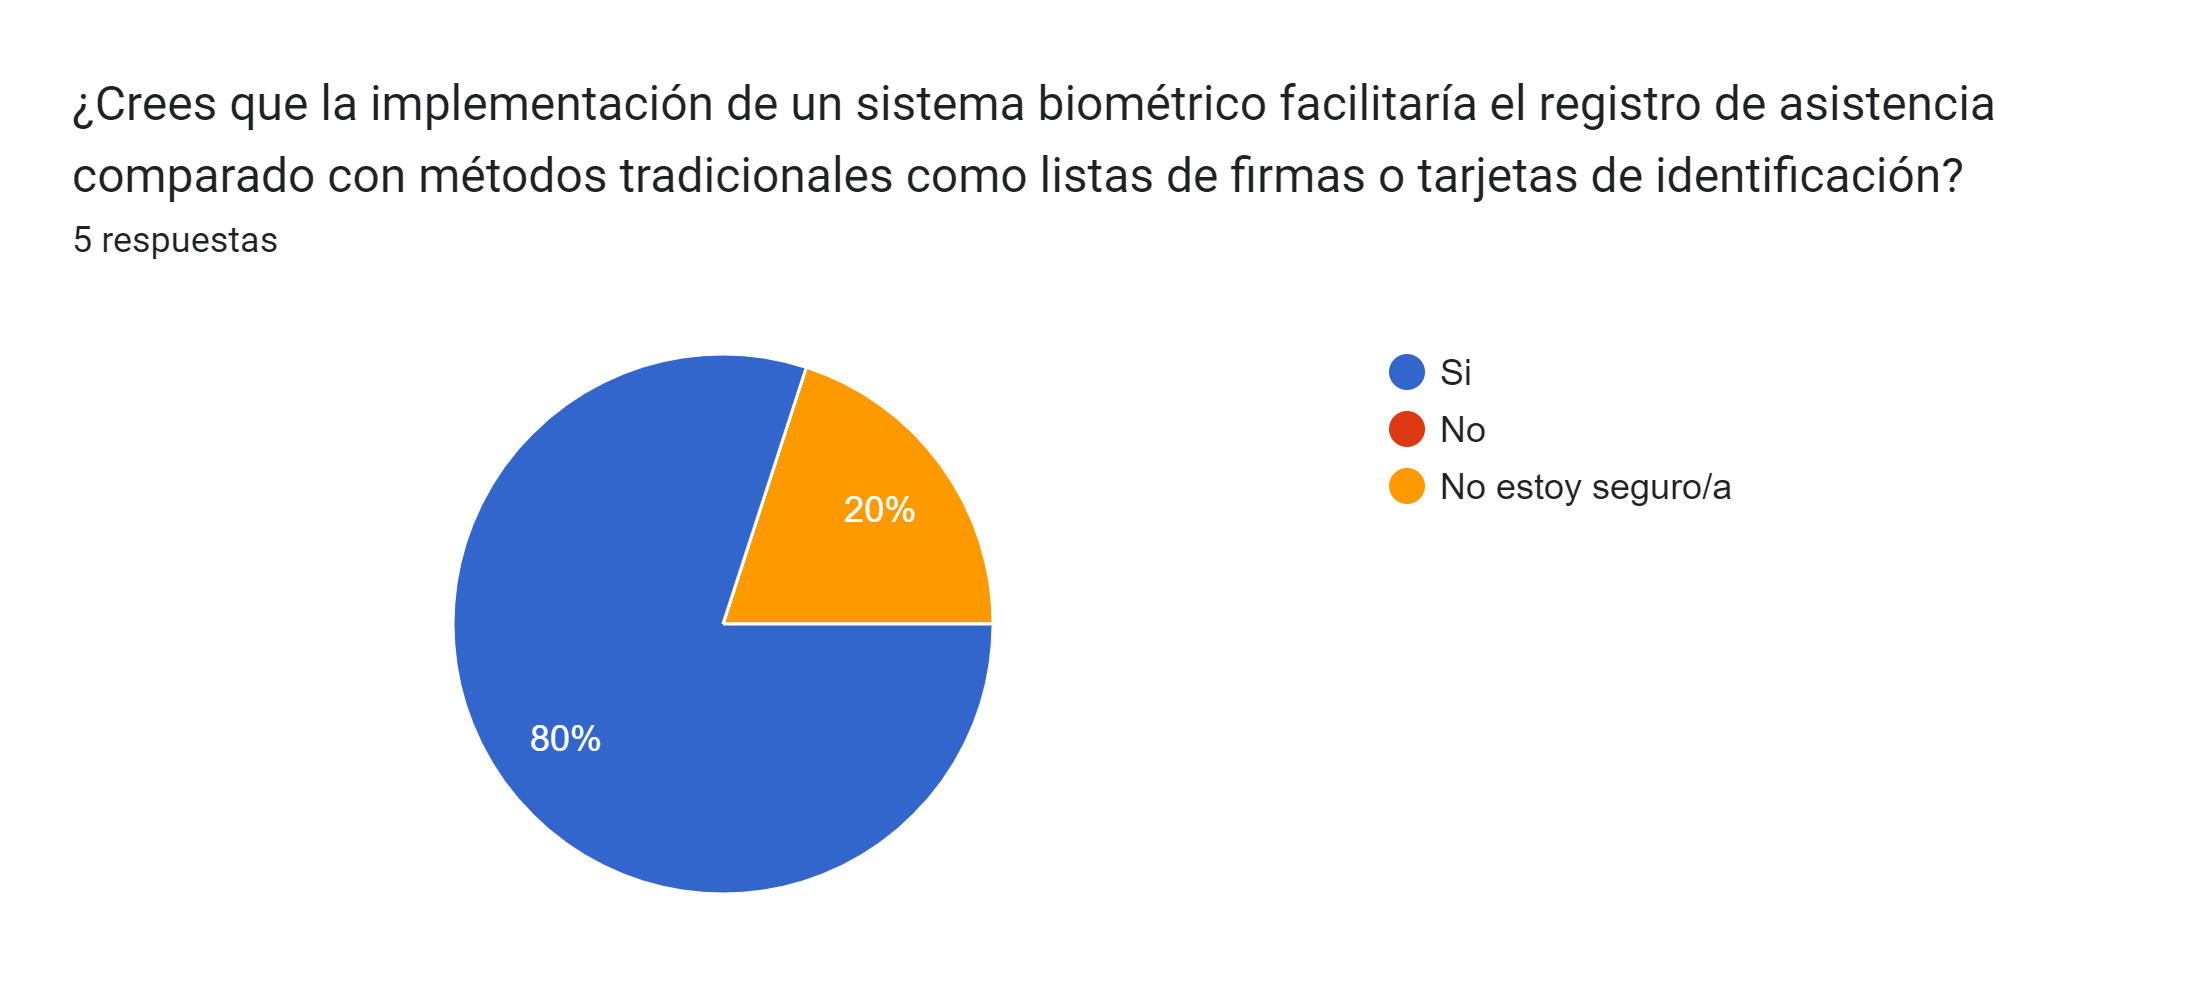 ¿Crees que la implementación de un sistema biométrico facilitaría el registro de asistencia
comparado con métodos tradicionales como listas de firmas o tarjetas de identificación?
5 respuestas
Si
No
No estoy seguro/a
20%
80%